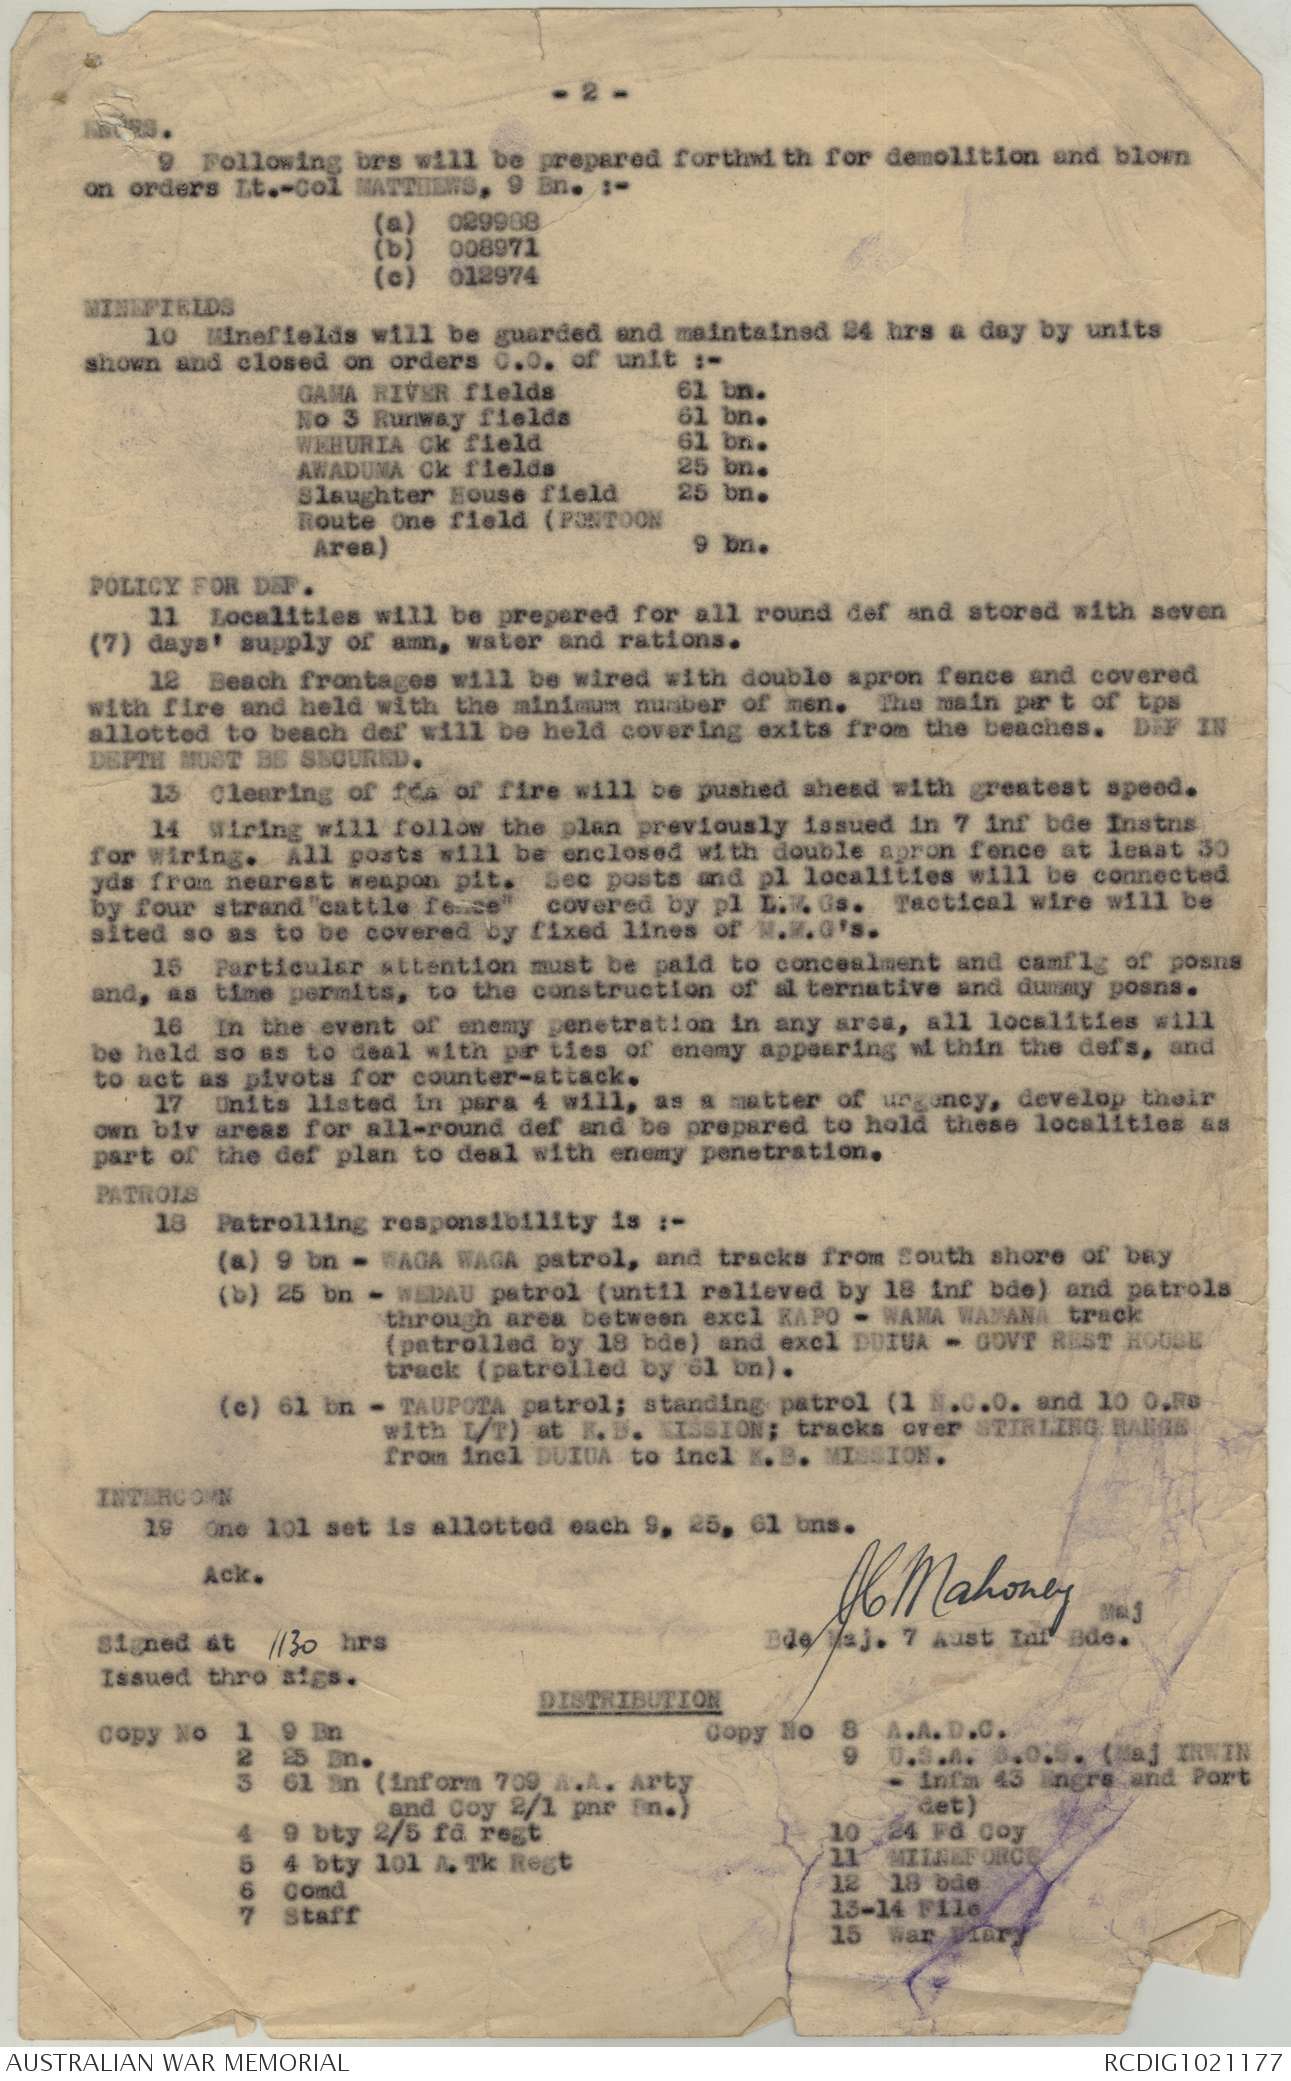 - 2 -
ENGRS.
9 Following brs will be prepared forthwith for demolition and blown
on orders Lt.-Col MATTHEWS, 9 Bn. :-
(a) 029988
(b) 008971
(c) 012974
MINEFIELDS
10 Minefields will be guarded and maintained 24 hrs a day by units
shown and closed on orders C.O. of unit :-
GAMA RIVER fields 61 bn.
No 3 Runway fields 61 bn.
WEHURIA Ck field 61 bn.
AWADUMA Ck fields 25 bn.
Slaughter House field 25 bn.
Route One field (PONTOON
Area) 9 bn.
POLICY FOR DEF.
11 Localities will be prepared for all round def and stored with seven
(7) days' supply of amn, water and rations.
12 Beach frontages will be wired with double apron fence and covered
with fire and held with the minimum number of men. The main part of tps
allotted to beach def will be held covering exits from the beaches. DEF IN
DEPTH MUST BE SECURED.
13 Clearing of fds of fire will be pushed ahead with greatest speed.
14 Wiring will follow the plan previously issued in 7 inf bde Instns
for wiring. All posts will be enclosed with double apron fence at least 30
yds from nearest weapon pit. Sec posts and pl localities will be connected
by four strand "cattle fence" covered by pl L.M.Gs. Tactical wire will be
sited so as to be covered by fixed lines of M.M.G's.
15 Particular attention must be paid to concealment and camflg of posns
and, as time permits, to the construction of alternative and dummy posns.
16 In the event of enemy penetration in any area, all localities will
be held so as to deal with parties of enemy appearing within the defs, and
to act as pivots for counter-attack.
17 Units listed in para 4 will, as a matter of urgency, develop their
own biv areas for all-round def and be prepared to hold these localities as
part of the def plan to deal with enemy penetration.
PATROLS
18 Patrolling responsibility is :-
(a) 9 bn - WAGA WAGA patrol, and tracks from South shore of bay
(b) 25 bn - WEDAU patrol (until relieved by 18 inf bde) and patrols
through area between excl KAPO - WAMA WAMANA track
(patrolled by 18 bde) and excl DUIUA - GOVT REST HOUSE
track (patrolled by 61 bn).
(c) 61 bn - TAUPOTA patrol; standing patrol (1 N.C.O. and 10 O.Rs
with L/T) at K.B. MISSION; tracks over STIRLING RANGE
from incl DUIUA to incl K.B. MISSION.
INTERCOMN
19 One 101 set is allotted each 9, 25, 61 bns.
Ack.
JC Mahoney Maj
Signed at 1130 hrs Bde Maj. 7 Aust Inf Bde.
Issued thro sigs.
DISTRIBUTION
Copy No 1 9 Bn Copy No 8 A.A.D.C.
2 25 Bn. 9 U.S.A. S.O.S. (Maj IRWIN
3 61 Bn (inform 709 A.A. Arty - infm 43 Engrs and Port
and Coy 2/1 pnr Bn.) det)
4 9 bty 2/5 fd regt 10 24 Fd Coy
5 4 bty 101 A.Tk Regt 11 MILNEFORCE
6 Comd 12 18 bde
7 Staff 13-14 File
15 War Diary
AUSTRALIAN WAR MEMORIAL RCDIG1021177